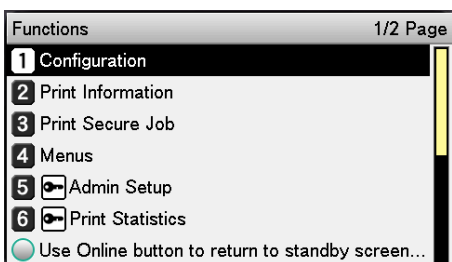 Functions 1/2 Page
1 Configuration
2 Print Information
3 Print Secure Job
4 Menus
5 Admin Setup
6 Print Statistics
Use Online button to return to standby screen...